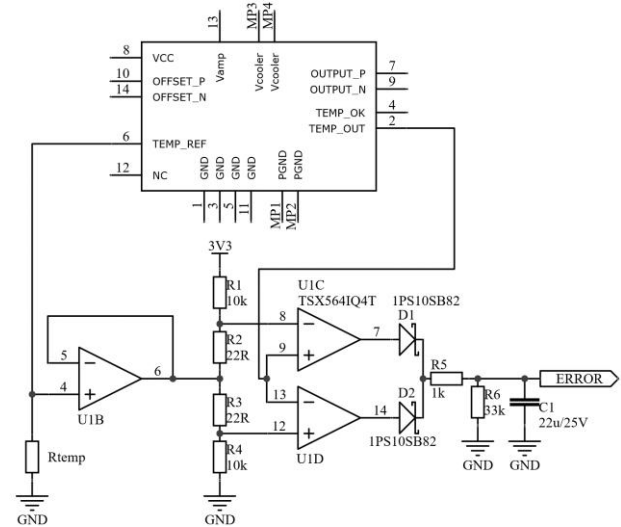 13
MP3
MP4
8
VCC
Vamp
Vcooler
Vcooler
OUTPUT_P
7
10
OFFSET_P
OUTPUT_N
9
14
OFFSET_N
TEMP_OK
4
TEMP_OUT
2
6
TEMP_REF
12
NC
GND
GND
GND
GND
PGND
PGND
1
3
5
11
MP1
MP2
3V3
R1
10k
U1C
TSX564IQ4T
1PS10SB82
D1
8
7
9
R2
22R
5
6
4
U1B
R3
22R
R5
1k
ERROR
13
14
12
D2
1PS10SB82
U1D
R6
33k
C1
22u/25V
R4
10k
Rtemp
GND
GND
GND
GND